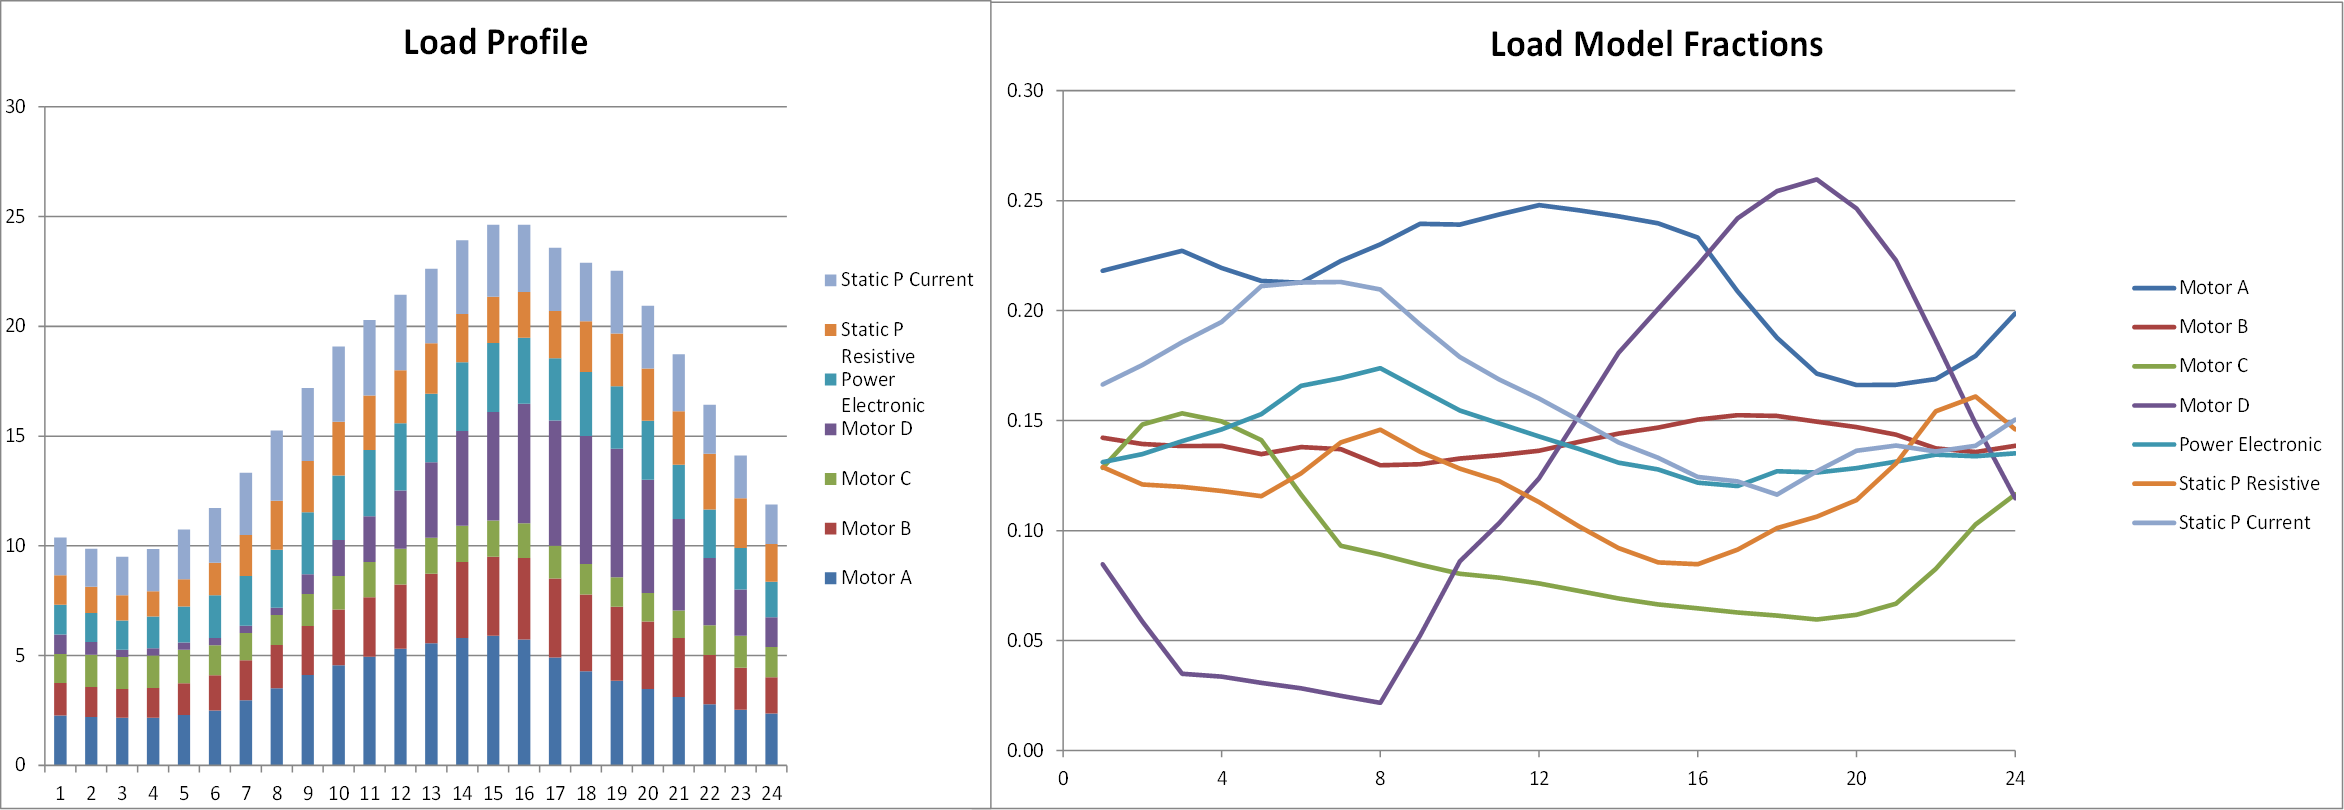 Load Profile
30
25
20
15
10
5
0
1 2 3 4 5 6 7 8 9 10 11 12 13 14 15 16 17 18 19 20 21 22 23 24
Static P Current
Static P
Resistive
Power
Electronic
Motor D
Motor C
Motor B
Motor A
Load Model Fractions
0.30
0.25
0.20
0.15
0.10
0.05
0.00
0 4 8 12 16 20 24
Motor A
Motor B
Motor C
Motor D
Power Electronic
Static P Resistive
Static P Current